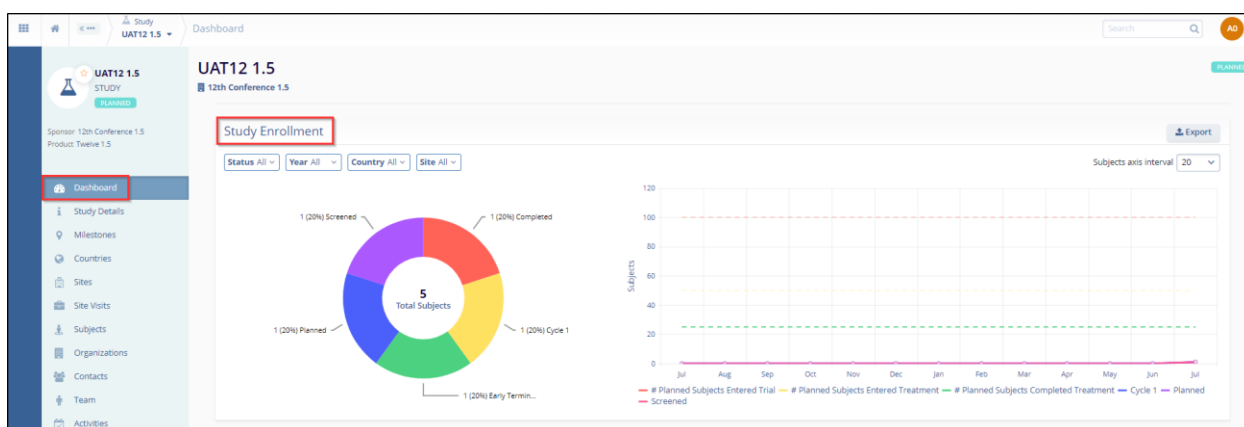 Study
UAT12 1.5
Dashboard
Search
A0
UAT12 1.5
STUDY
PLANNED
Sponsor 12th Conference 1.5
Product Twelve 1.5
Dashboard
Study Details
Milestones
Countries
Sites
Site Visits
Subjects
Organizations
Contacts
Team
Activities
UAT12 1.5
12th Conference 1.5
PLANNED
Study Enrollment
Export
Status All
Year All
Country All
Site All
Subjects axis interval 20
1 (20%) Screened
1 (20%) Completed
5
Total Subjects
1 (20%) Planned
1 (20%) Cycle 1
1 (20%) Early Termin...
120
100
80
60
40
20
0
Subjects
Jul Aug Sep Oct Nov Dec Jan Feb Mar Apr May Jun Jul
# Planned Subjects Entered Trial # Planned Subjects Entered Treatment # Planned Subjects Completed Treatment Cycle 1 Planned
Screened